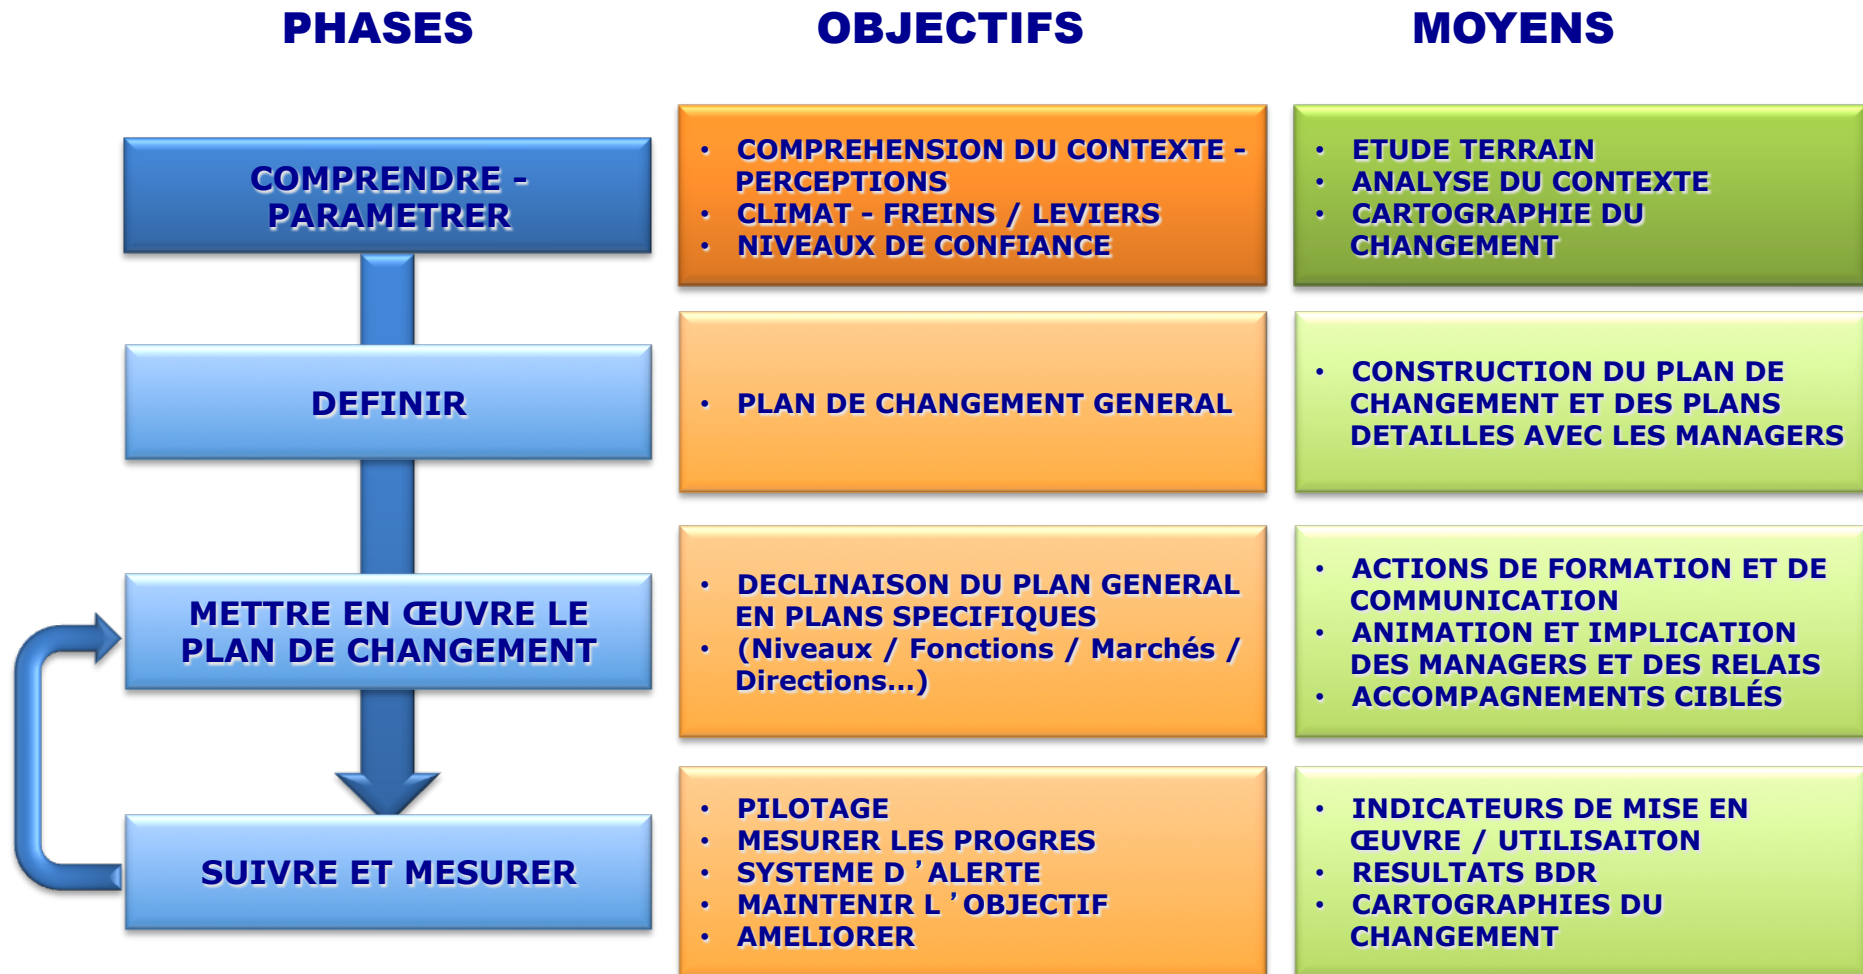 PHASES
OBJECTIFS
MOYENS
COMPRENDRE -
PARAMETRER
• COMPREHENSION DU CONTEXTE -
PERCEPTIONS
• CLIMAT - FREINS / LEVIERS
• NIVEAUX DE CONFIANCE
• ETUDE TERRAIN
• ANALYSE DU CONTEXTE
• CARTOGRAPHIE DU
CHANGEMENT
DEFINIR
• PLAN DE CHANGEMENT GENERAL
• CONSTRUCTION DU PLAN DE
CHANGEMENT ET DES PLANS
DETAILLES AVEC LES MANAGERS
METTRE EN ŒUVRE LE
PLAN DE CHANGEMENT
• DECLINAISON DU PLAN GENERAL
EN PLANS SPECIFIQUES
• (Niveaux / Fonctions / Marchés /
Directions…)
• ACTIONS DE FORMATION ET DE
COMMUNICATION
• ANIMATION ET IMPLICATION
DES MANAGERS ET DES RELAIS
• ACCOMPAGNEMENTS CIBLÉS
SUIVRE ET MESURER
• PILOTAGE
• MESURER LES PROGRES
• SYSTEME D ’ALERTE
• MAINTENIR L ’OBJECTIF
• AMELIORER
• INDICATEURS DE MISE EN
ŒUVRE / UTILISAITON
• RESULTATS BDR
• CARTOGRAPHIES DU
CHANGEMENT